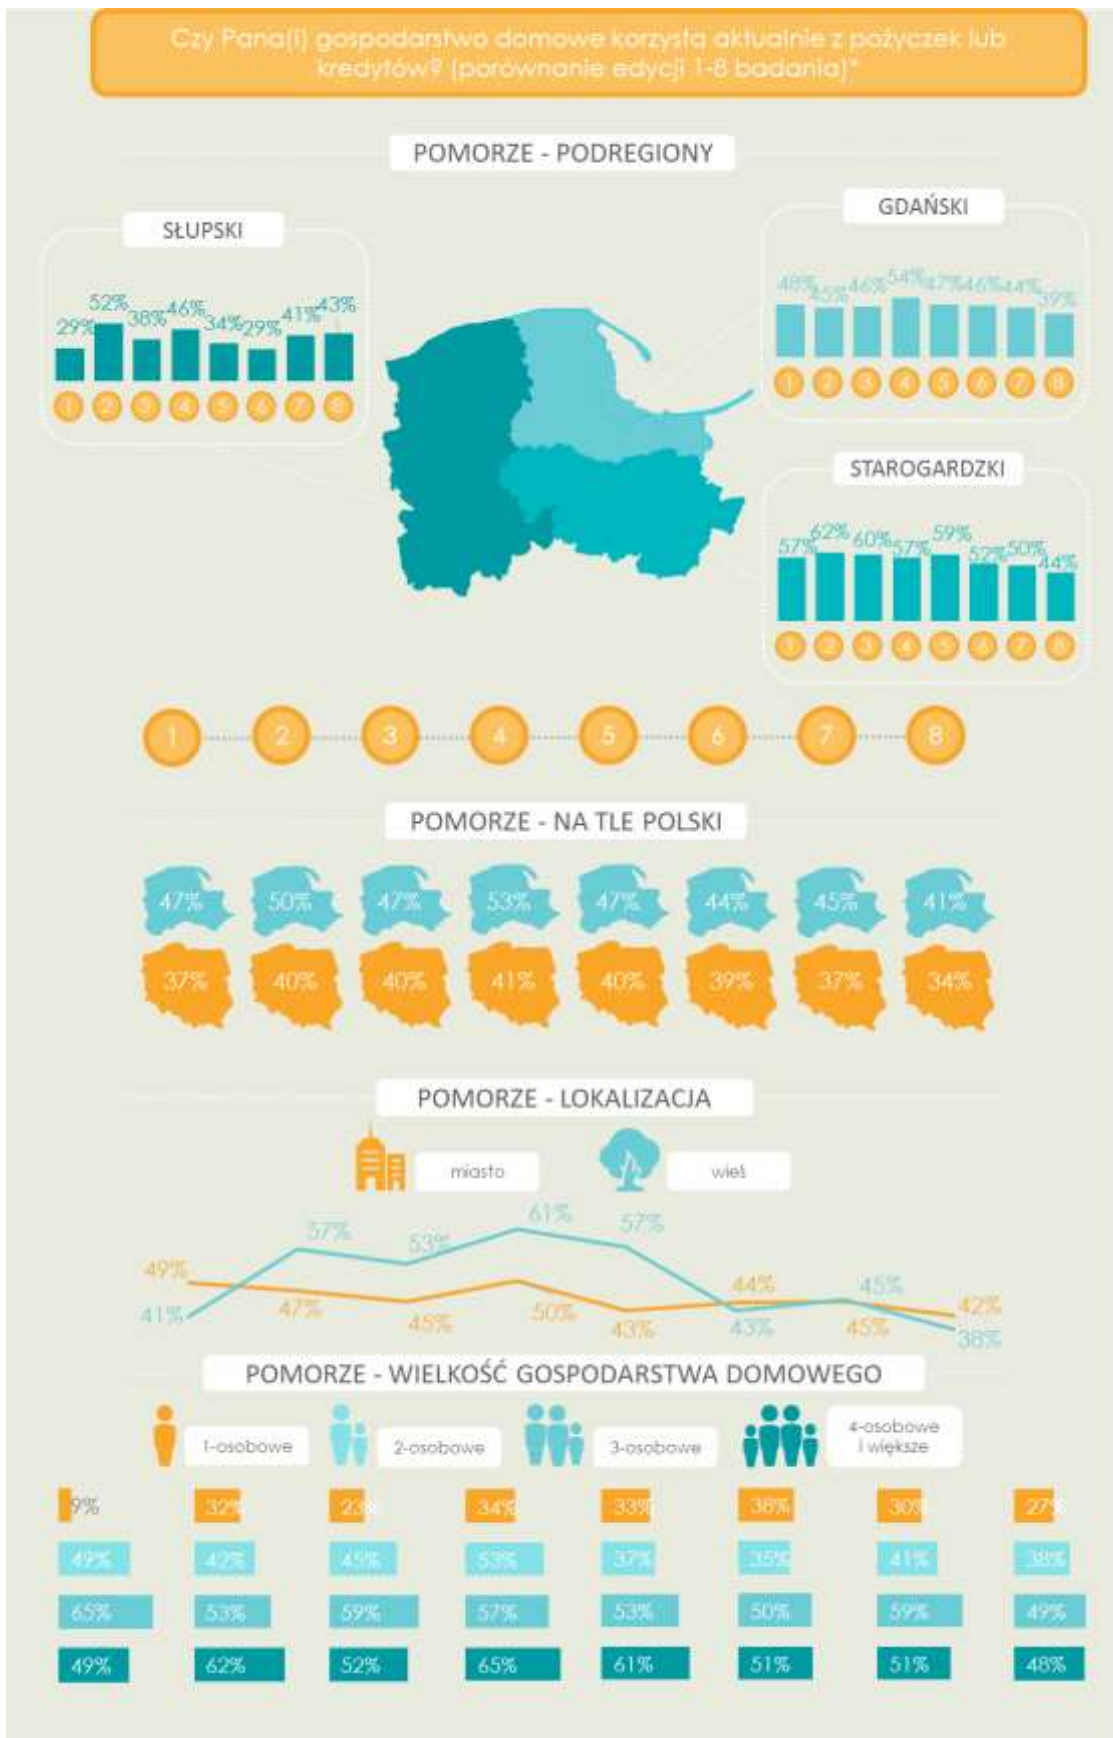 Czy Pana(i) gospodarstwo domowe korzysta aktualnie z pożyczek lub
kredytów? (porównanie edycji 1-8 badania)*
POMORZE - PODREGIONY
SŁUPSKI
29% 52% 38% 46% 34% 29% 41% 43%
1 2 3 4 5 6 7 8
GDAŃSKI
48% 45% 46% 54% 47% 46% 44% 39%
1 2 3 4 5 6 7 8
STAROGARDZKI
57% 62% 60% 57% 59% 52% 50% 44%
1 2 3 4 5 6 7 8
1 2 3 4 5 6 7 8
POMORZE - NA TLE POLSKI
47% 50% 47% 53% 47% 44% 45% 41%
37% 40% 40% 41% 40% 39% 37% 34%
POMORZE - LOKALIZACJA
miasto wieś
57% 53% 61% 57%
49% 44% 45%
41% 47% 45% 50% 43% 43% 45% 42%
38%
POMORZE - WIELKOŚĆ GOSPODARSTWA DOMOWEGO
1-osobowe 2-osobowe 3-osobowe 4-osobowe
i większe
9% 32% 23% 34% 33% 38% 30% 27%
49% 42% 45% 53% 37% 35% 41% 38%
65% 53% 59% 57% 53% 50% 59% 49%
49% 62% 52% 65% 61% 51% 51% 48%